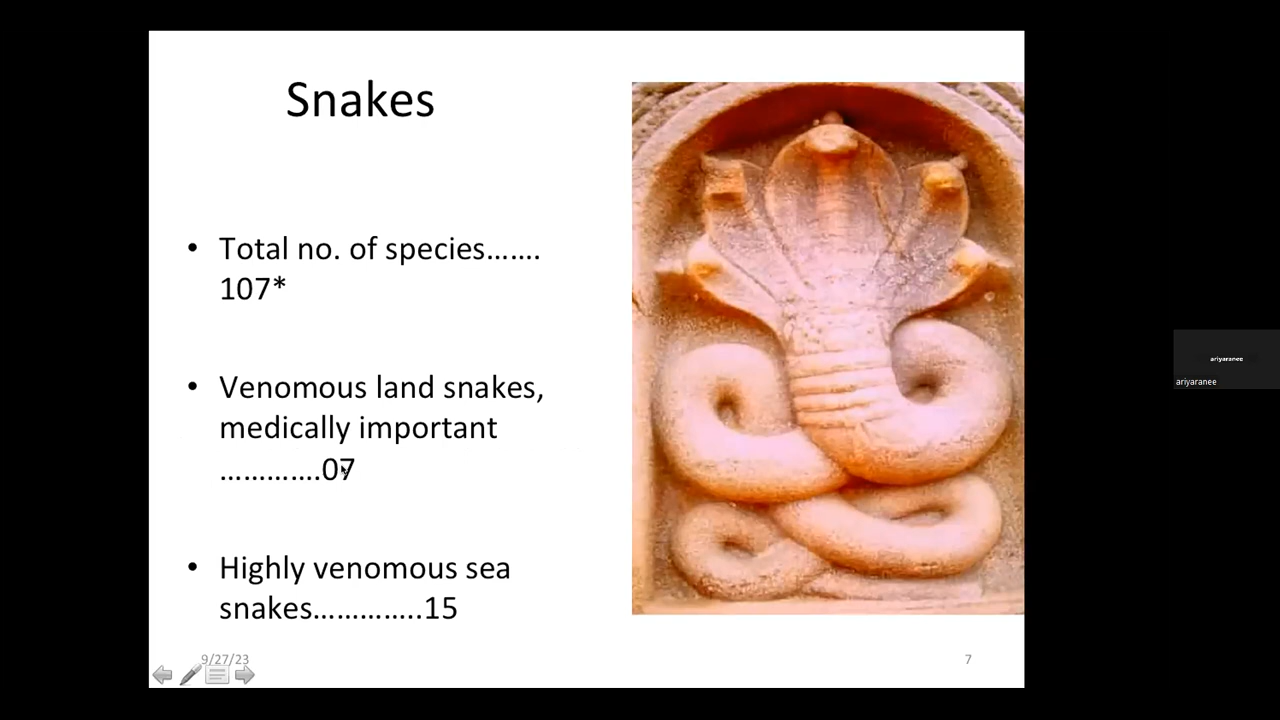 Snakes
• Total no. of species…….
107*
• Venomous land snakes,
medically important
………….07
• Highly venomous sea
snakes…………..15
9/27/23
7
ariyaranee
ariyaranee